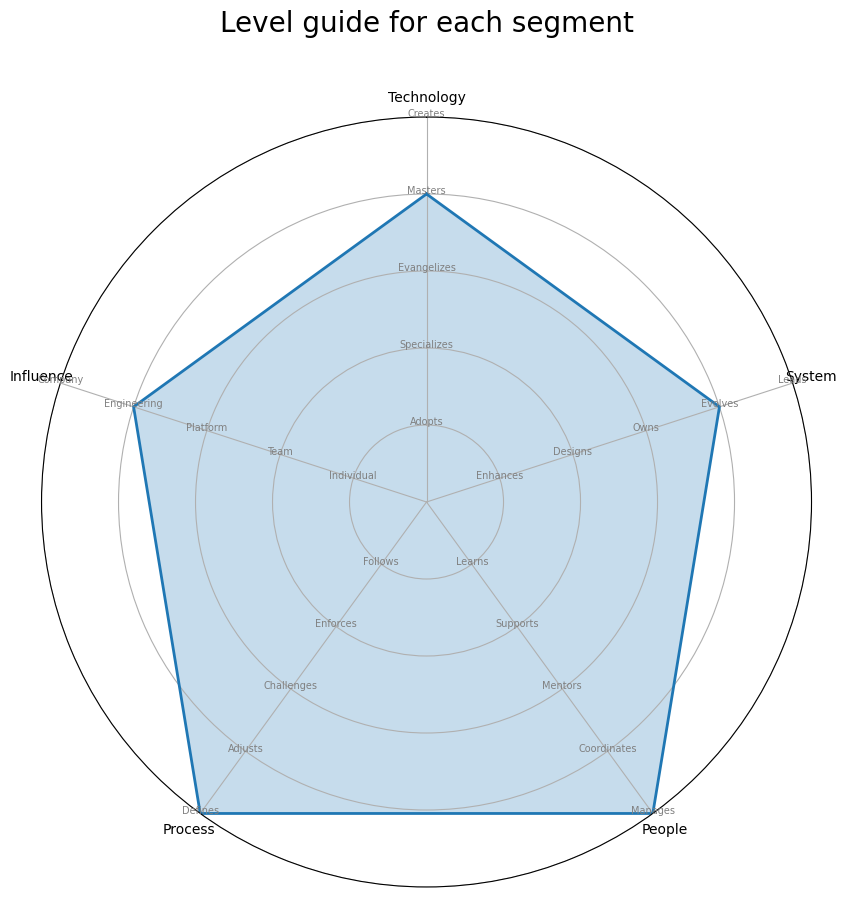 Level guide for each segment
Technology
Creates
Masters
Evangelizes
Specializes
Adopts
Influence
Company
Engineering
Platform
Team
Individual
System
Leads
Evolves
Owns
Designs
Enhances
Follows
Enforces
Challenges
Adjusts
Defines
Process
Learns
Supports
Mentors
Coordinates
Manages
People